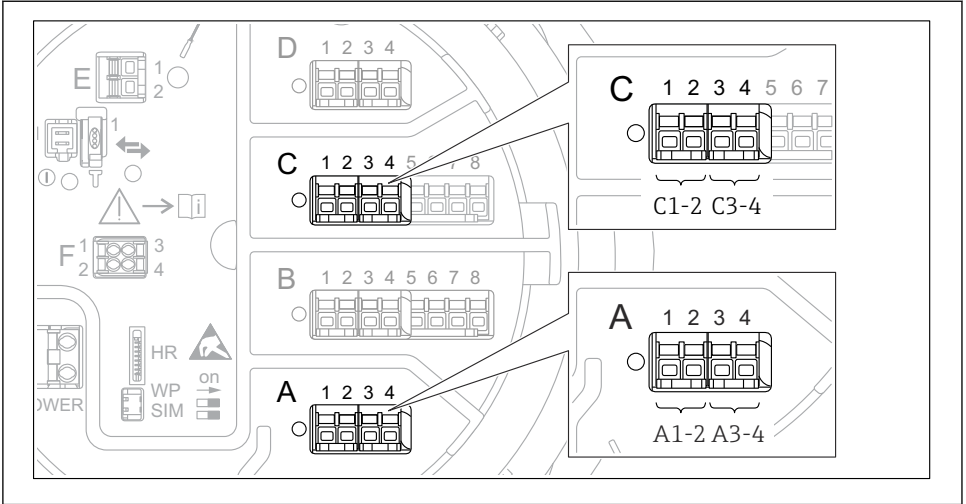 D 1 2 3 4
E 1
2
1
C 1 2 3 4 5 6 7 8
i
F 1 3
2 4
B 1 2 3 4 5 6 7 8
HR
WP
SIM
on
OWER
A 1 2 3 4
C 1 2 3 4 5 6 7
C1-2 C3-4
A 1 2 3 4
A1-2 A3-4